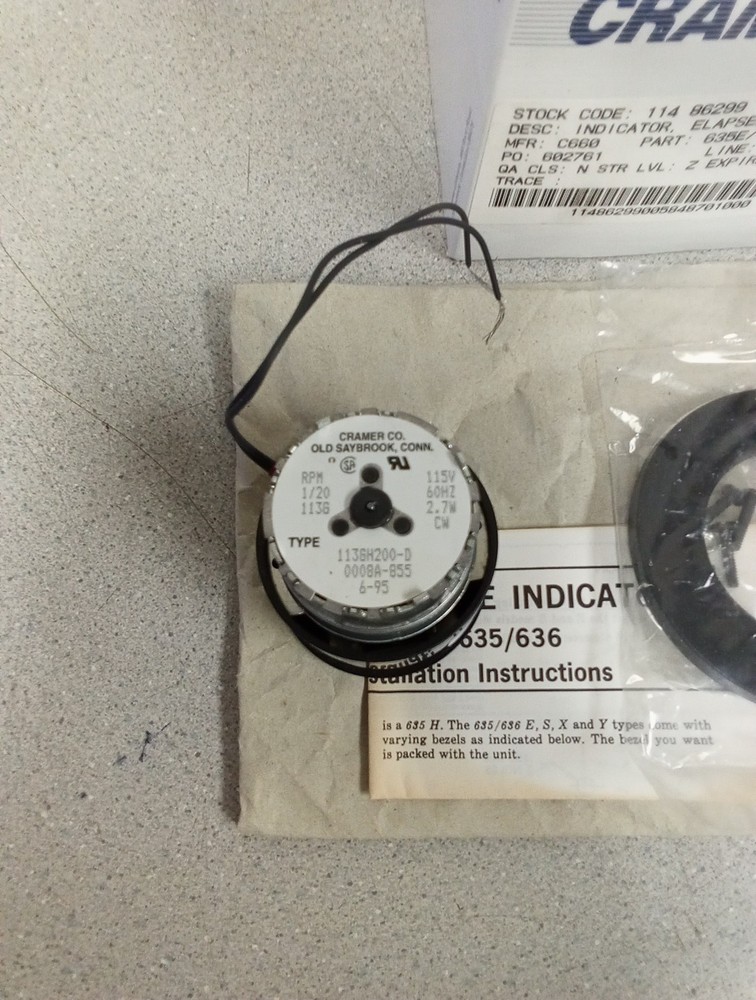 CRAM
STOCK CODE: 114 86299
DESC: INDICATOR, ELAPSE
MFR: C660 PART: 635E/
PO: 602761 LINE:
QA CLS: N STR LVL: Z EXPIR
TRACE :
11486299005848701000
CRAMER CO.
OLD SAYBROOK, CONN.
RPM 115V
1/20 60HZ
113G 2.7W
CW
TYPE
113GH200-D
0008A-855
6-95
E INDICAT
635/636
stallation Instructions
is a 635 H. The 635/636 E, S, X and Y types come with
varying bezels as indicated below. The bezel you want
is packed with the unit.